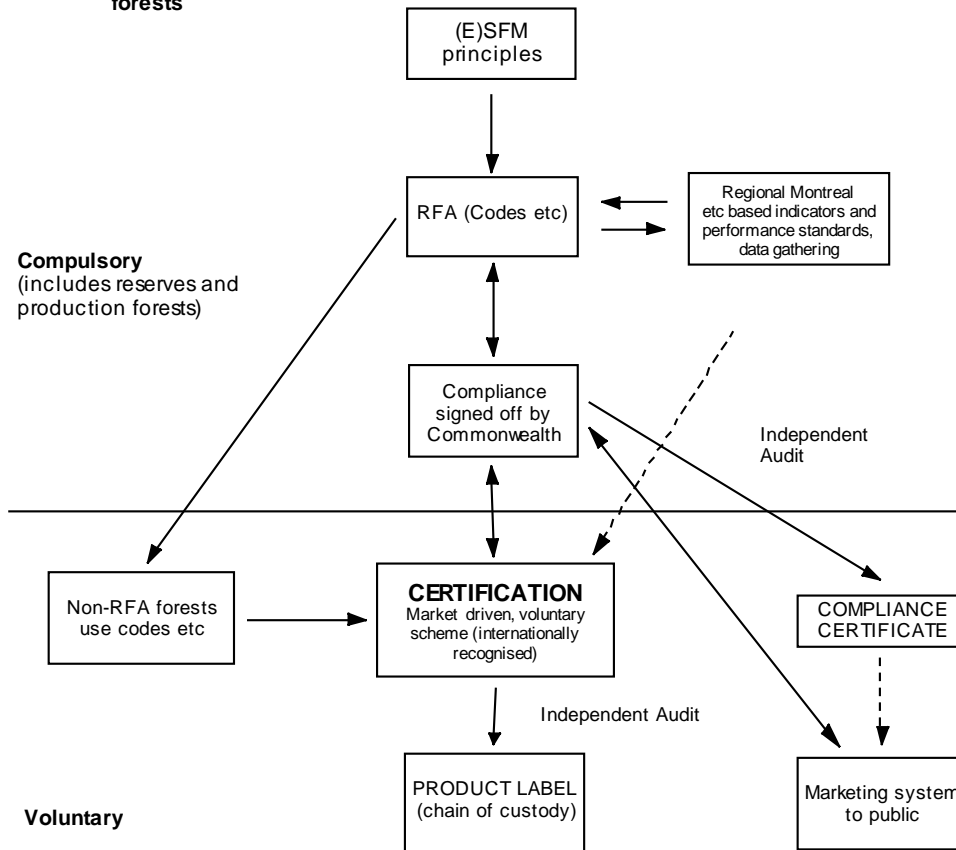 forests
(E)SFM
principles
RFA (Codes etc)
Regional Montreal
etc based indicators and
performance standards,
data gathering
Compulsory
(includes reserves and
production forests)
Compliance
signed off by
Commonwealth
Independent
Audit
Non-RFA forests
use codes etc
CERTIFICATION
Market driven, voluntary
scheme (internationally
recognised)
COMPLIANCE
CERTIFICATE
Independent Audit
PRODUCT LABEL
(chain of custody)
Marketing system
to public
Voluntary